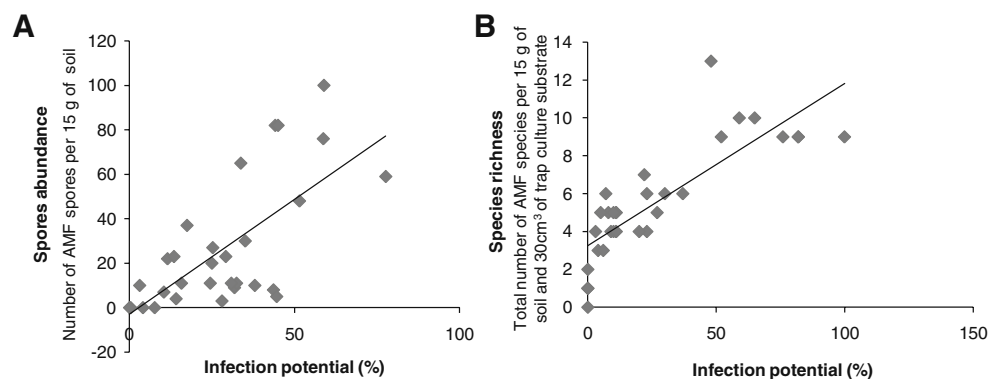 A
Spores abundance
Number of AMF spores per 15 g of soil
120
100
80
60
40
20
0
-20
0
50
100
Infection potential (%)
B
Species richness
Total number of AMF species per 15 g of
soil and 30cm³ of trap culture substrate
14
12
10
8
6
4
2
0
0
50
100
150
Infection potential (%)